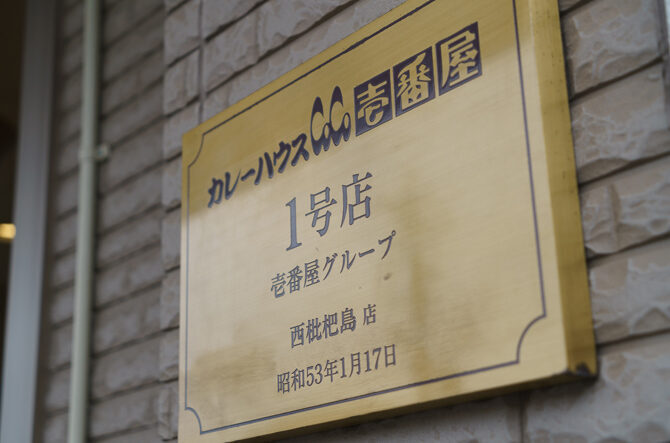 カレーハウスCoCo壱番屋
1号店
壱番屋グループ
西枇杷島店
昭和53年1月17日